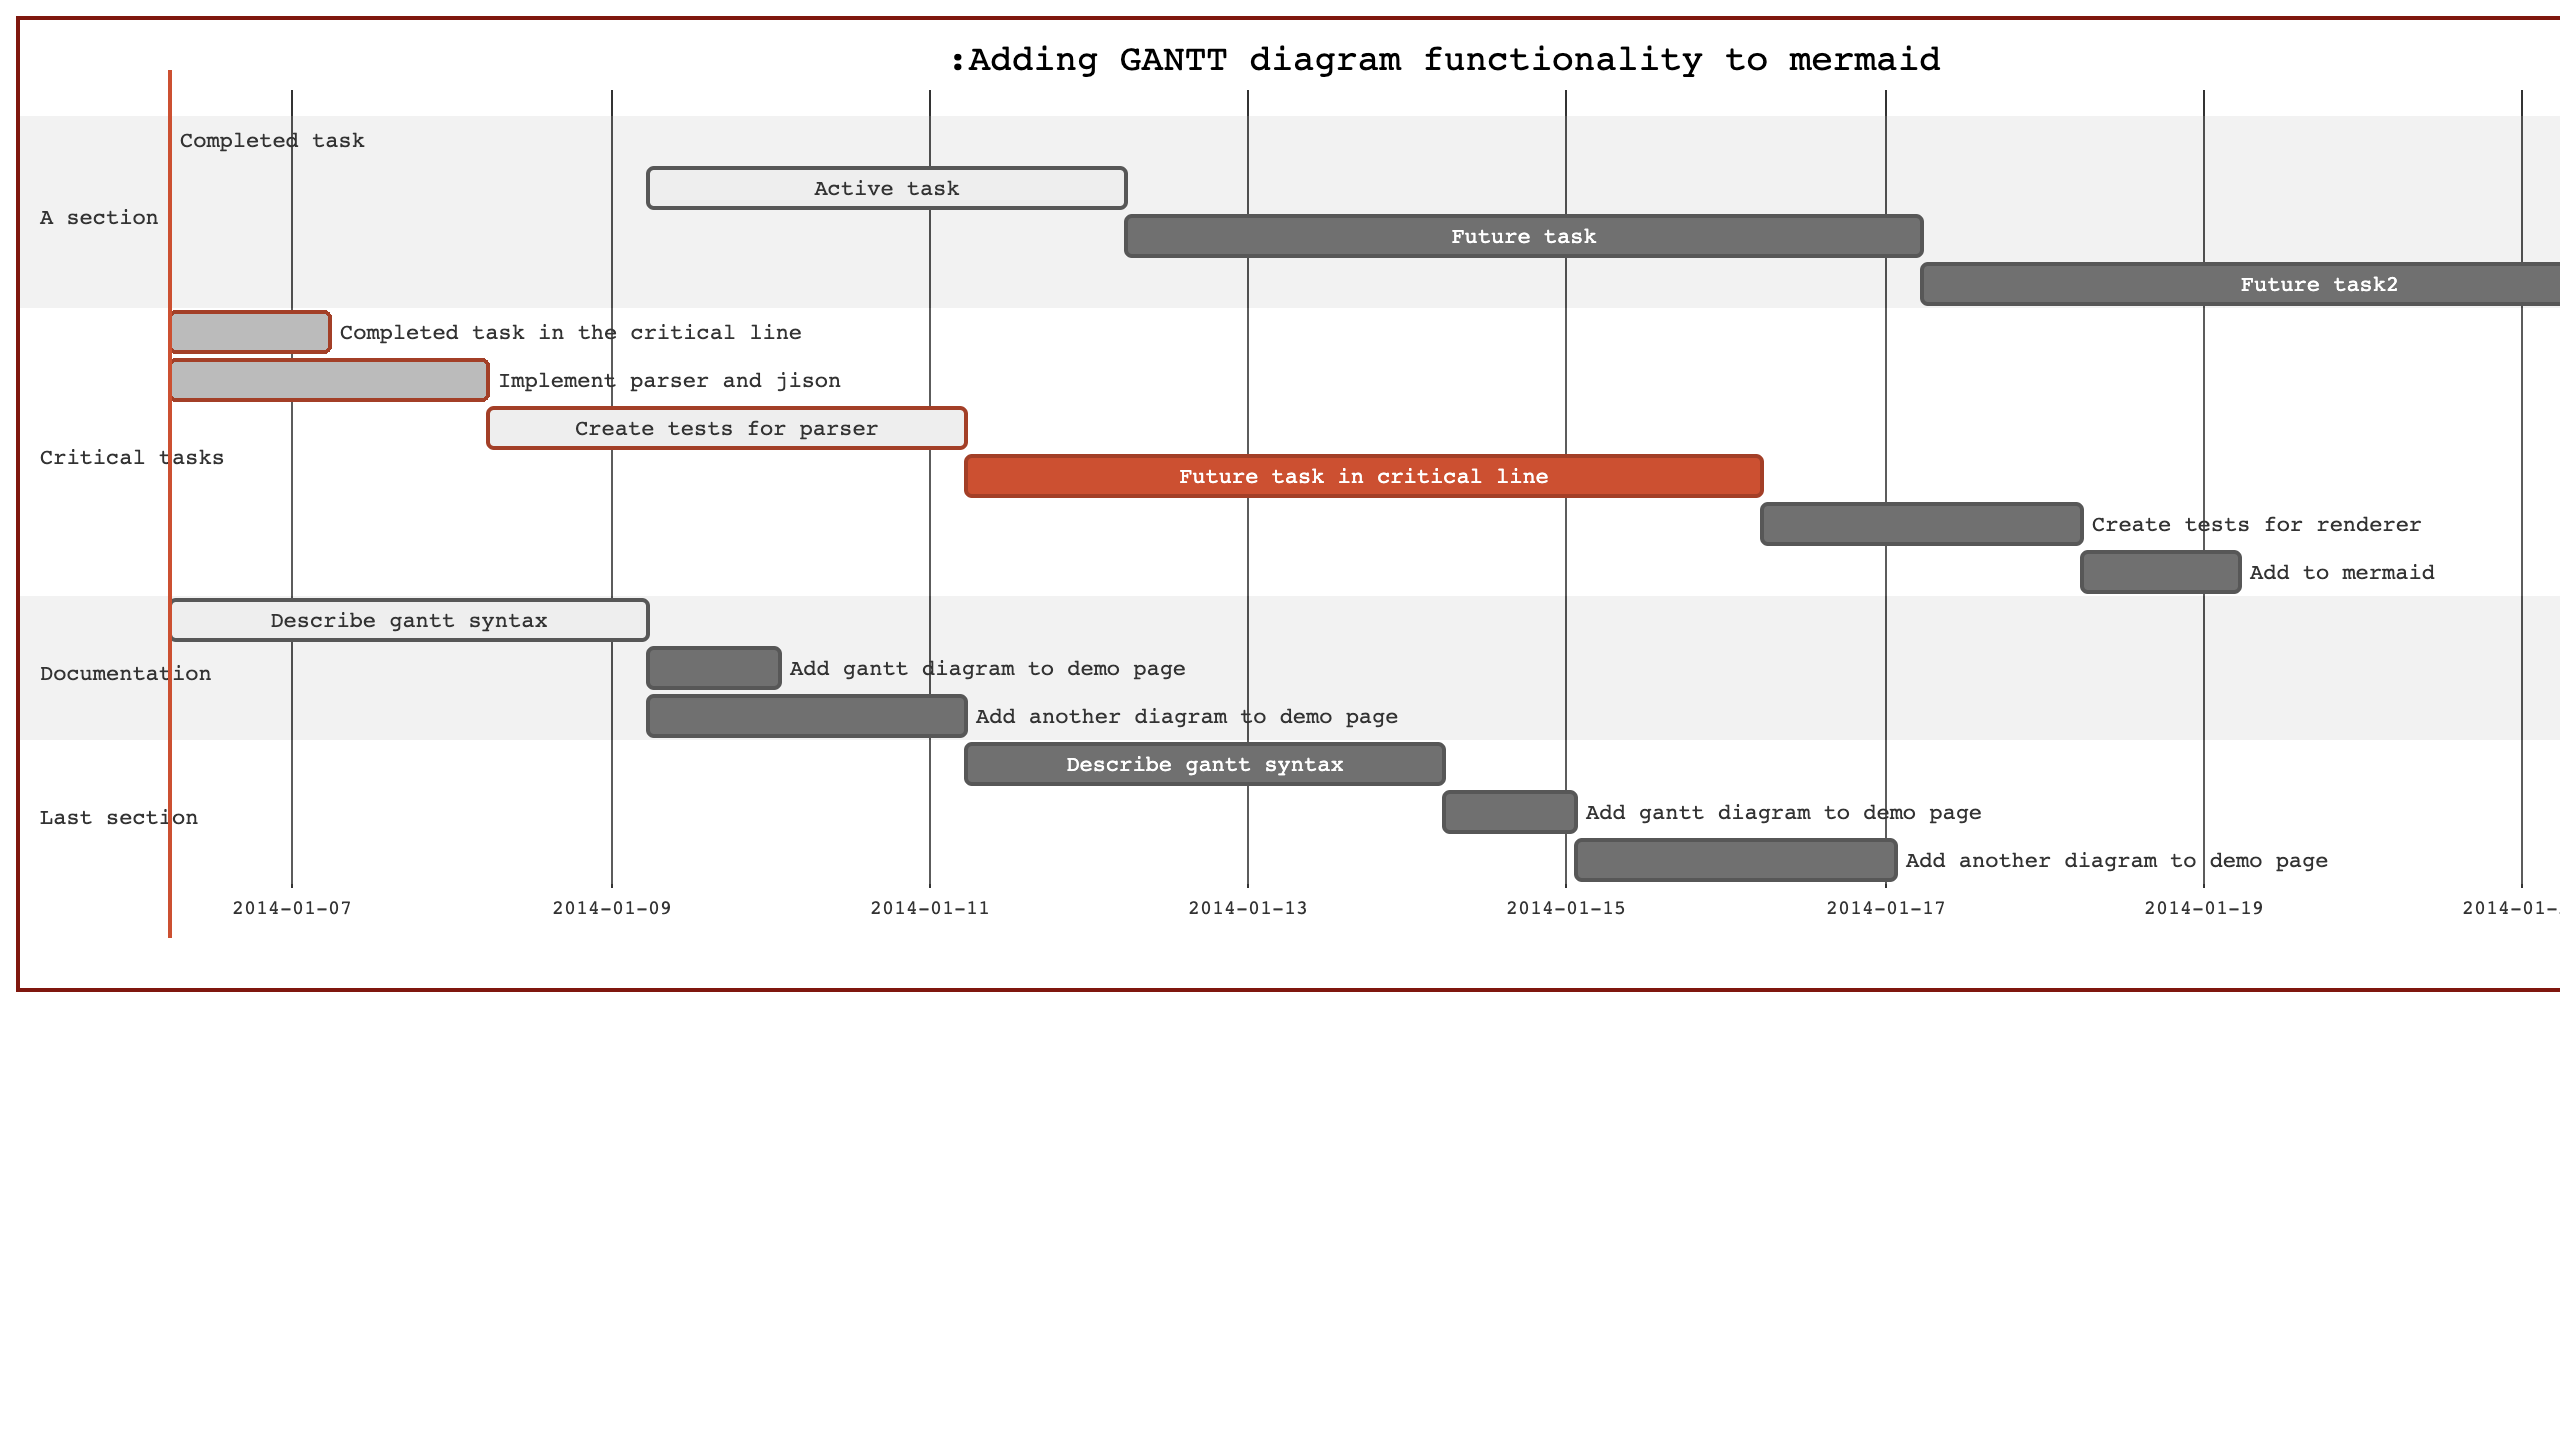 :Adding GANTT diagram functionality to mermaid
Completed task
Active task
A section
Future task
Future task2
Completed task in the critical line
Implement parser and jison
Create tests for parser
Critical tasks
Future task in critical line
Create tests for renderer
Add to mermaid
Describe gantt syntax
Add gantt diagram to demo page
Documentation
Add another diagram to demo page
Describe gantt syntax
Add gantt diagram to demo page
Last section
Add another diagram to demo page
2014-01-07
2014-01-09
2014-01-11
2014-01-13
2014-01-15
2014-01-17
2014-01-19
2014-01-